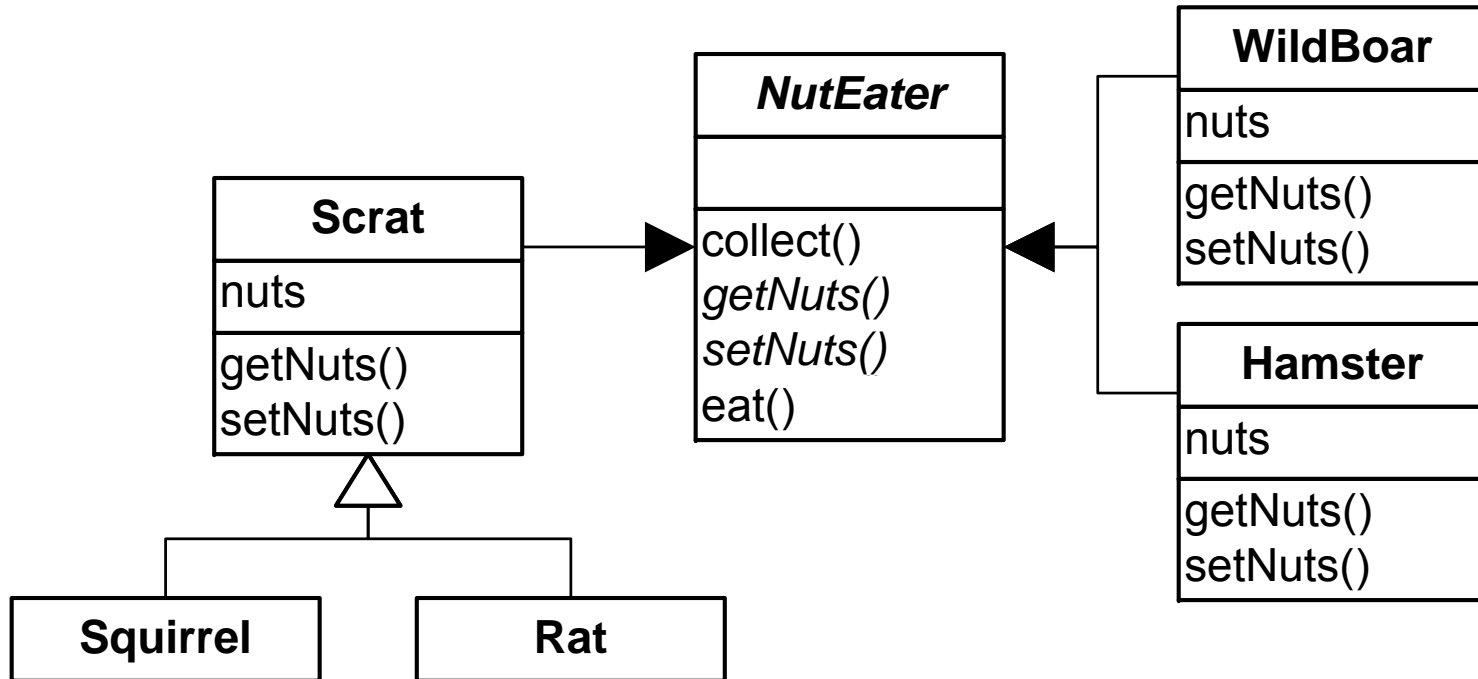 Scrat
nuts
getNuts()
setNuts()
Squirrel
Rat
NutEater
collect()
getNuts()
setNuts()
eat()
WildBoar
nuts
getNuts()
setNuts()
Hamster
nuts
getNuts()
setNuts()